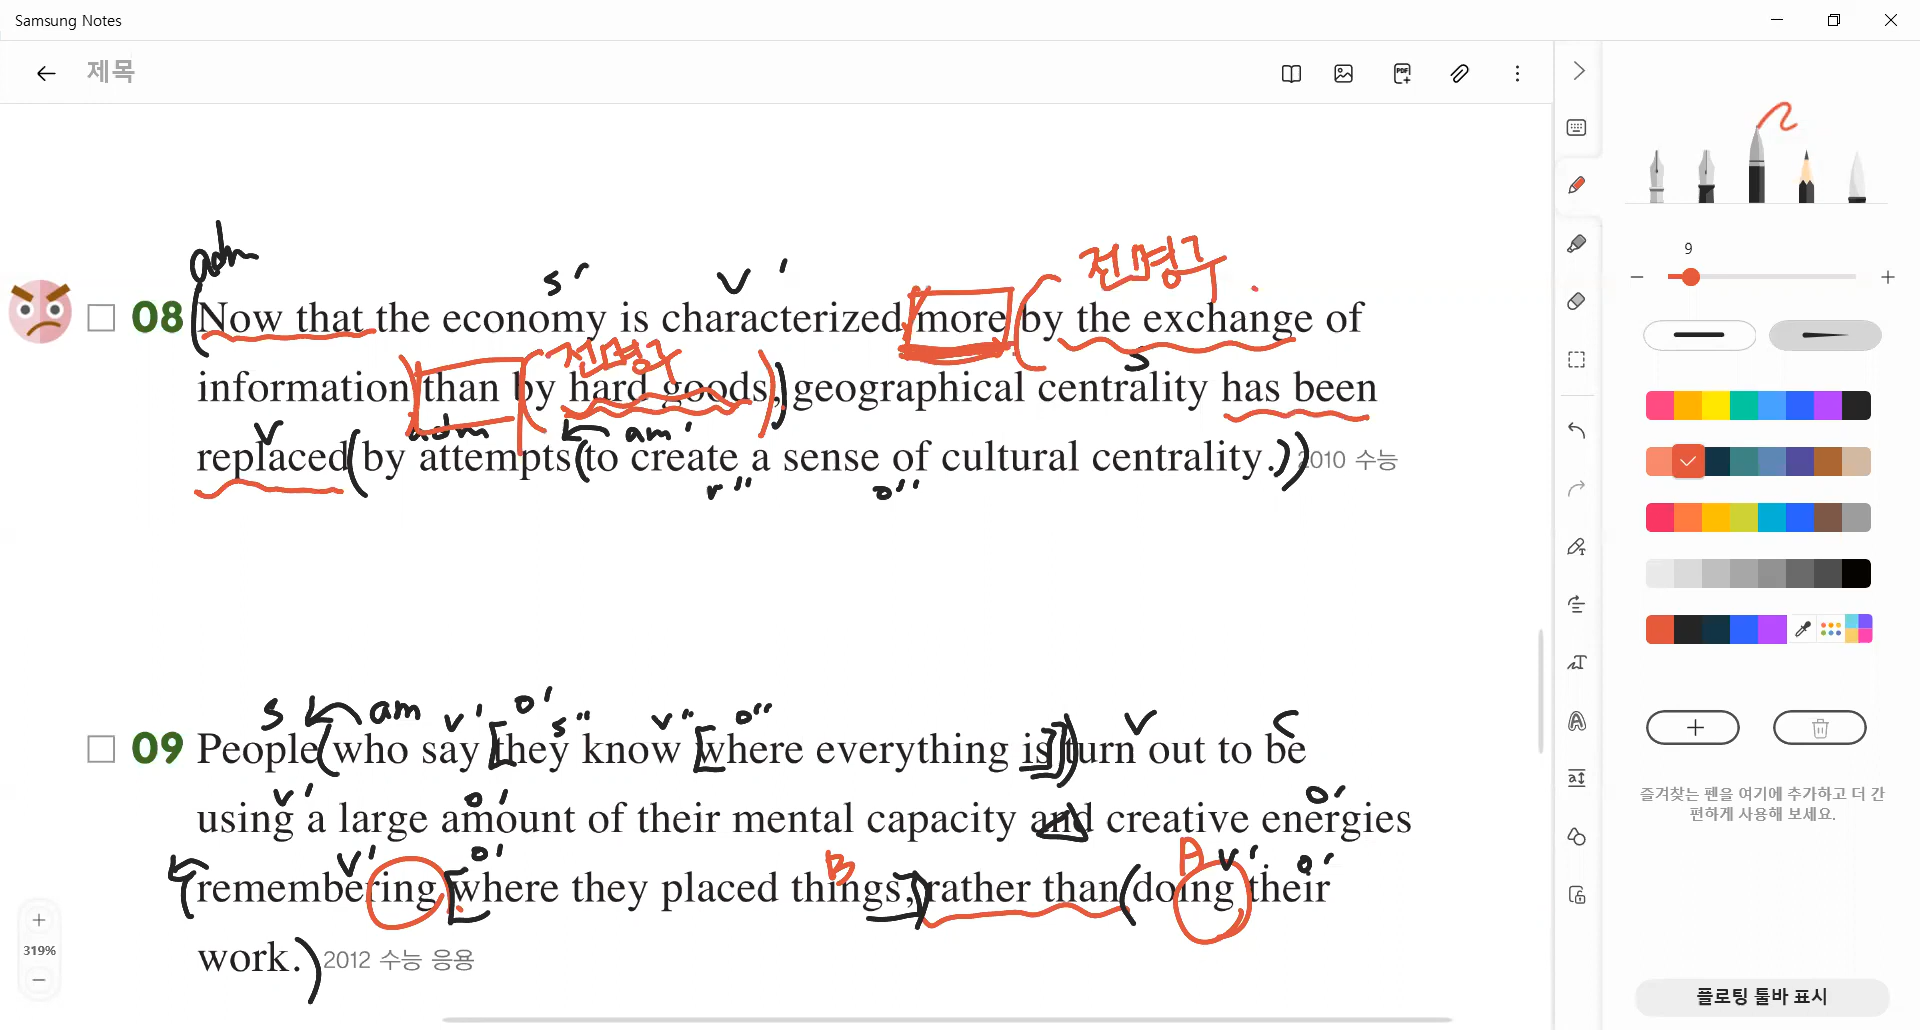 Samsung Notes
제목
9
adm
s' v' 전명구
08 Now that the economy is characterized more by the exchange of
전명구 s
information than by hard goods, geographical centrality has been
v adm am'
replaced by attempts to create a sense of cultural centrality. 2010 수능
v" o"
s am v' o' s" v" o" v c
09 People who say they know where everything is turn out to be
v' o' o'
using a large amount of their mental capacity and creative energies
v' o' B A v' o'
remembering where they placed things, rather than doing their
work. 2012 수능 응용
319%
즐겨찾는 펜을 여기에 추가하고 더 간
편하게 사용해 보세요.
플로팅 툴바 표시